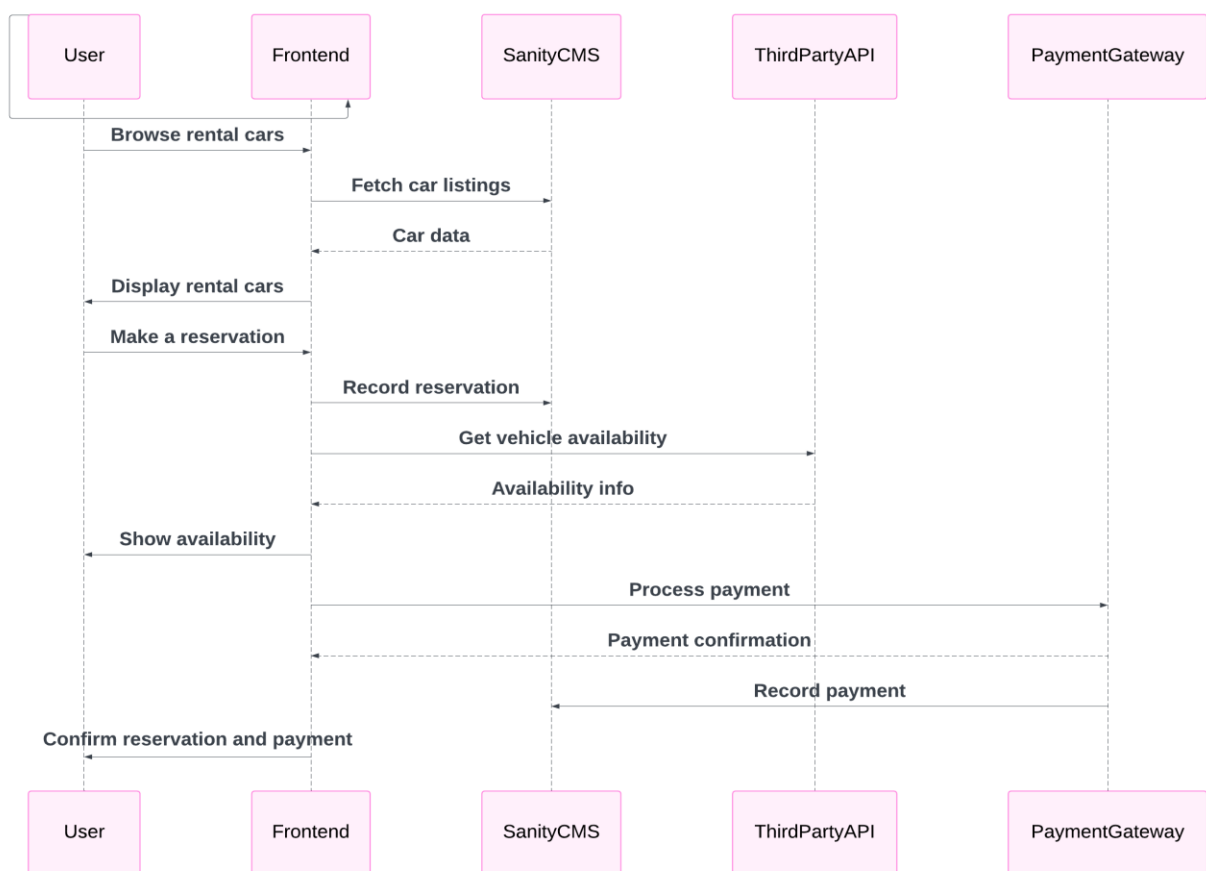 User
Frontend
SanityCMS
ThirdPartyAPI
PaymentGateway
Browse rental cars
Fetch car listings
Car data
Display rental cars
Make a reservation
Record reservation
Get vehicle availability
Availability info
Show availability
Process payment
Payment confirmation
Record payment
Confirm reservation and payment
User
Frontend
SanityCMS
ThirdPartyAPI
PaymentGateway